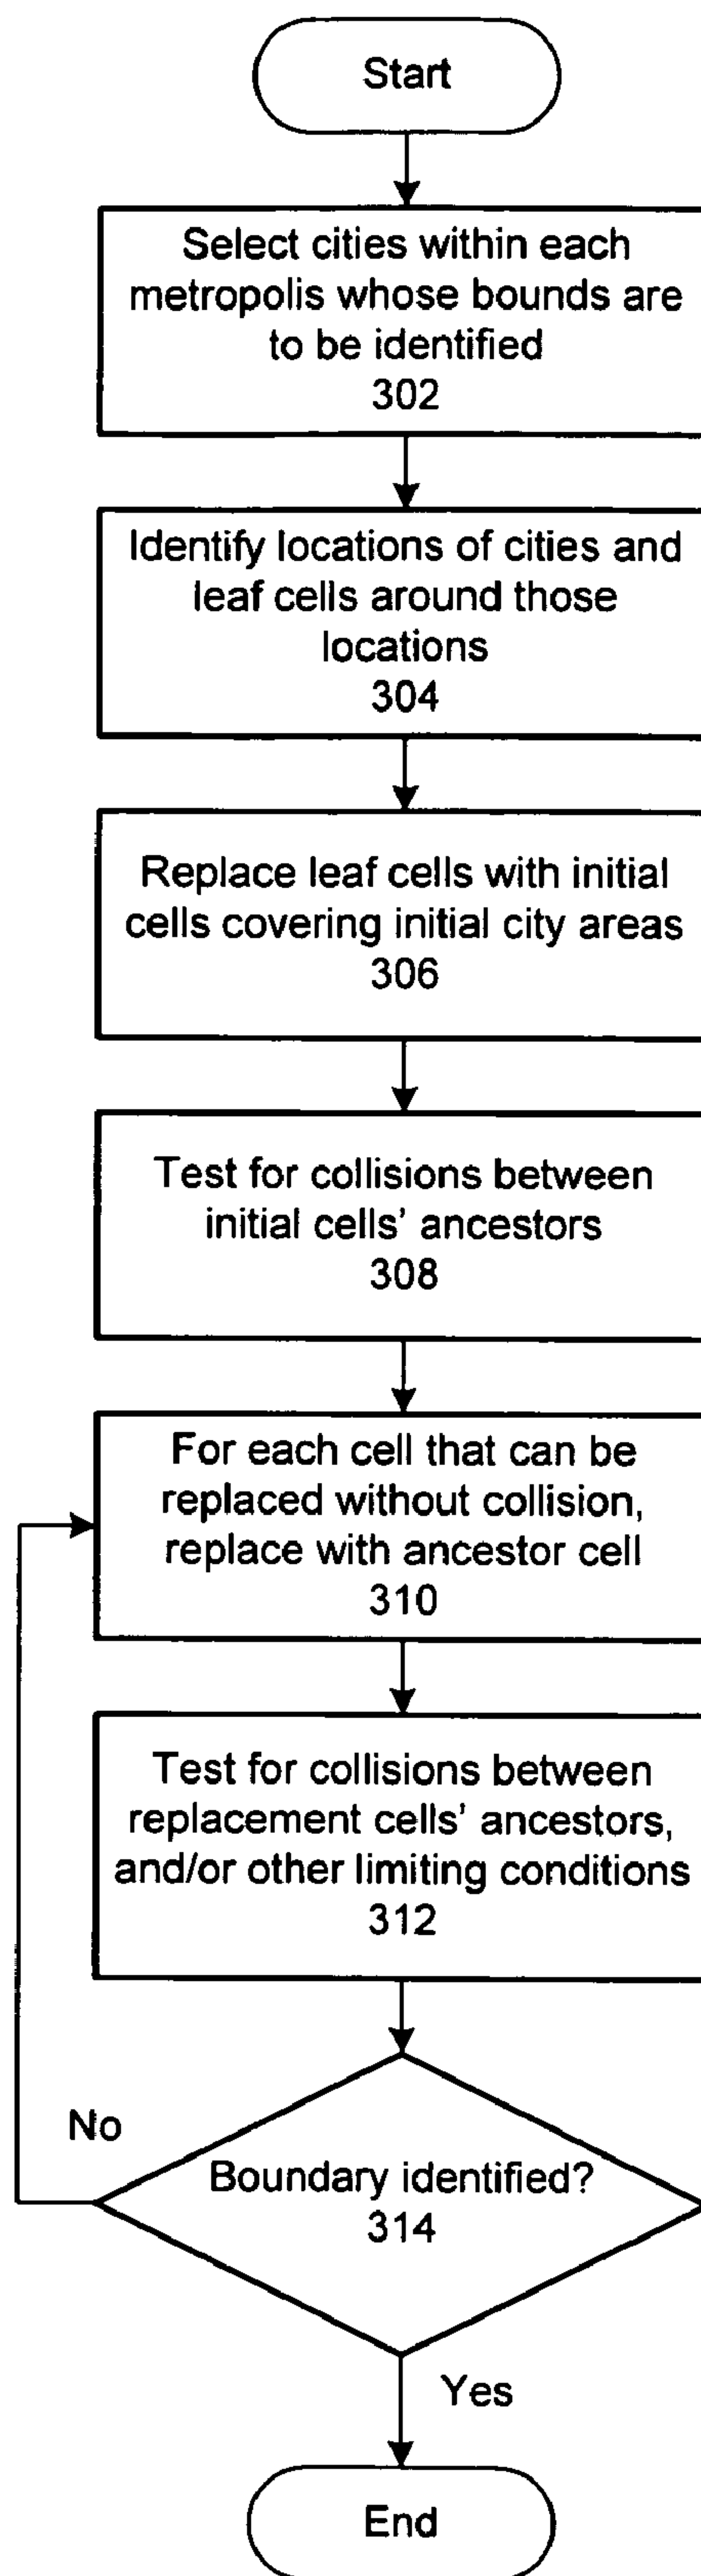 Start
Select cities within each
metropolis whose bounds are
to be identified
302
Identify locations of cities and
leaf cells around those
locations
304
Replace leaf cells with initial
cells covering initial city areas
306
Test for collisions between
initial cells' ancestors
308
For each cell that can be
replaced without collision,
replace with ancestor cell
310
Test for collisions between
replacement cells' ancestors,
and/or other limiting conditions
312
No
Boundary identified?
314
Yes
End